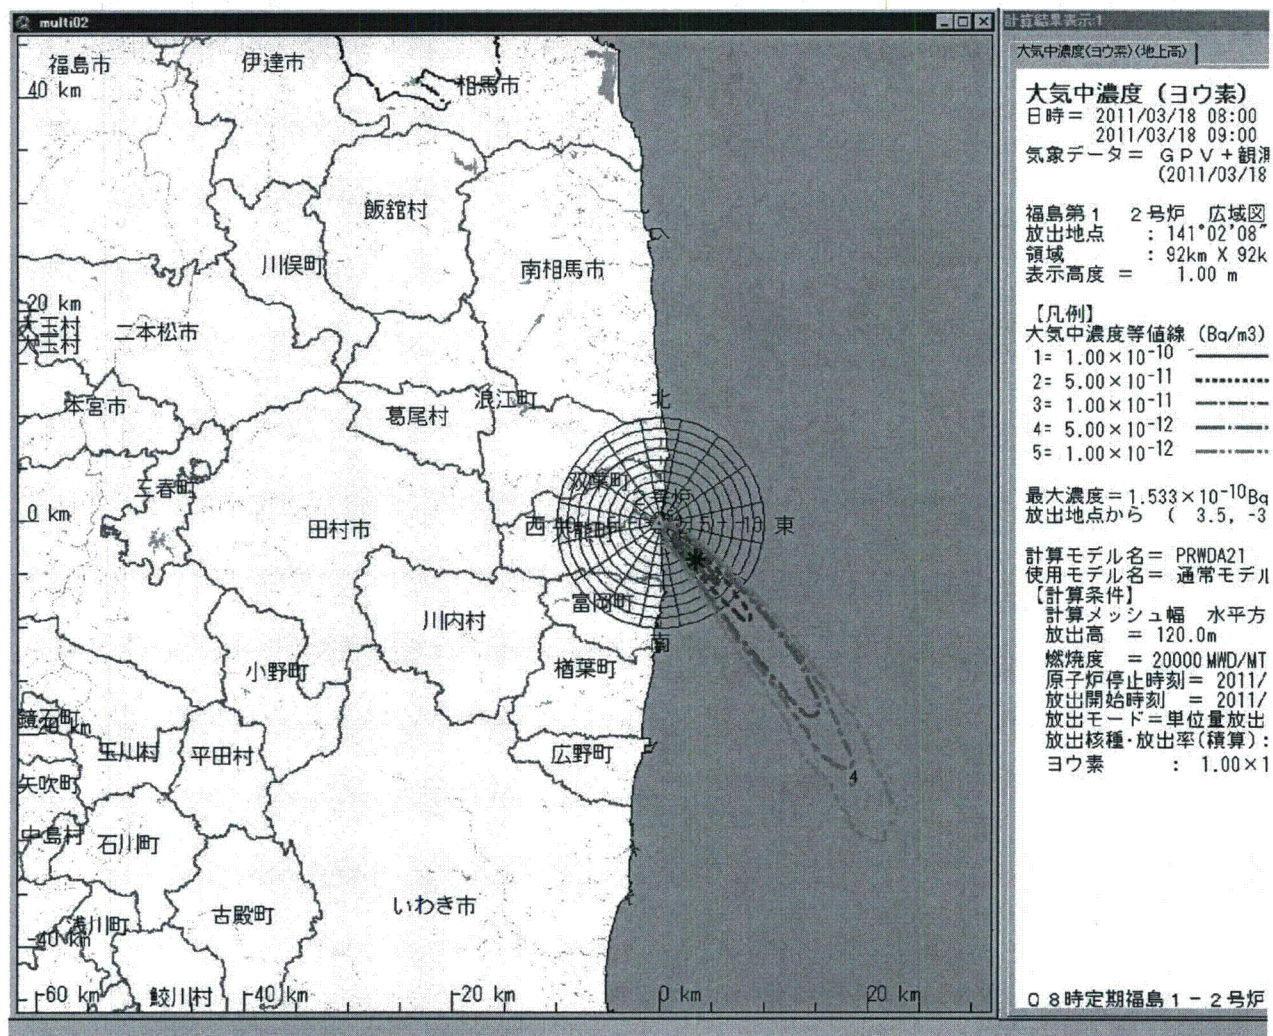 multi02
福島市
伊達市
相馬市
40 km
飯舘村
川俣町
南相馬市
20 km
大玉村
大玉村
二本松市
本宮市
浪江町
北
葛尾村
三春町
双葉町
0 km
田村市
西
東
富岡町
川内村
南
小野町
楢葉町
鏡石町
玉川村
平田村
広野町
矢吹町
4
中島村
石川町
いわき市
古殿町
浅川町
-40 km
鮫川村
-60 km
-40 km
-20 km
0 km
20 km
計算結果表示:1
大気中濃度(ヨウ素)(地上高)
大気中濃度(ヨウ素)
日時= 2011/03/18 08:00
2011/03/18 09:00
気象データ= GPV+観測
(2011/03/18
福島第1 2号炉 広域図
放出地点 : 141°02'08"
領域 : 92km X 92k
表示高度 = 1.00 m
【凡例】
大気中濃度等値線 (Bq/m3)
1= 1.00×10⁻¹⁰
2= 5.00×10⁻¹¹
3= 1.00×10⁻¹¹
4= 5.00×10⁻¹²
5= 1.00×10⁻¹²
最大濃度=1.533×10⁻¹⁰Bq
放出地点から ( 3.5, -3
計算モデル名= PRWDA21
使用モデル名= 通常モデル
【計算条件】
計算メッシュ幅 水平方
放出高 = 120.0m
燃焼度 = 20000MWD/MT
原子炉停止時刻= 2011/
放出開始時刻 = 2011/
放出モード=単位量放出
放出核種・放出率(積算):
ヨウ素 : 1.00×1
08時定期福島1-2号炉